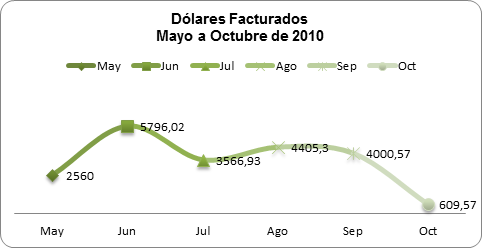 Dólares Facturados
Mayo a Octubre de 2010
May Jun Jul Ago Sep Oct
5796,02
4405,3
4000,57
3566,93
2560
609,57
May Jun Jul Ago Sep Oct